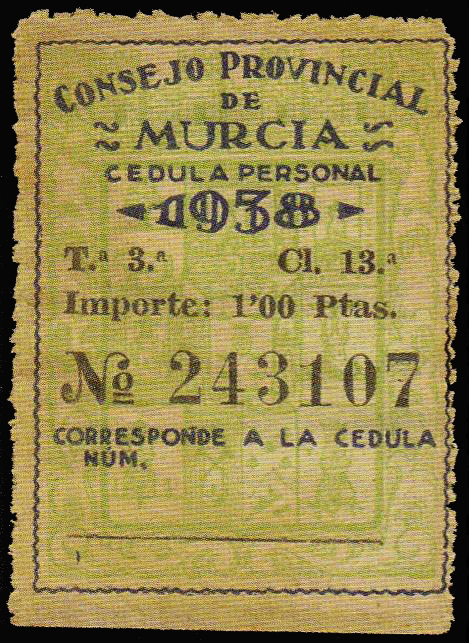 CONSEJO PROVINCIAL
DE
MURCIA
CEDULA PERSONAL
1938
T.ª 3.ª Cl. 13.ª
Importe: 1'00 Ptas.
Nº 243107
CORRESPONDE A LA CEDULA
NÚM.